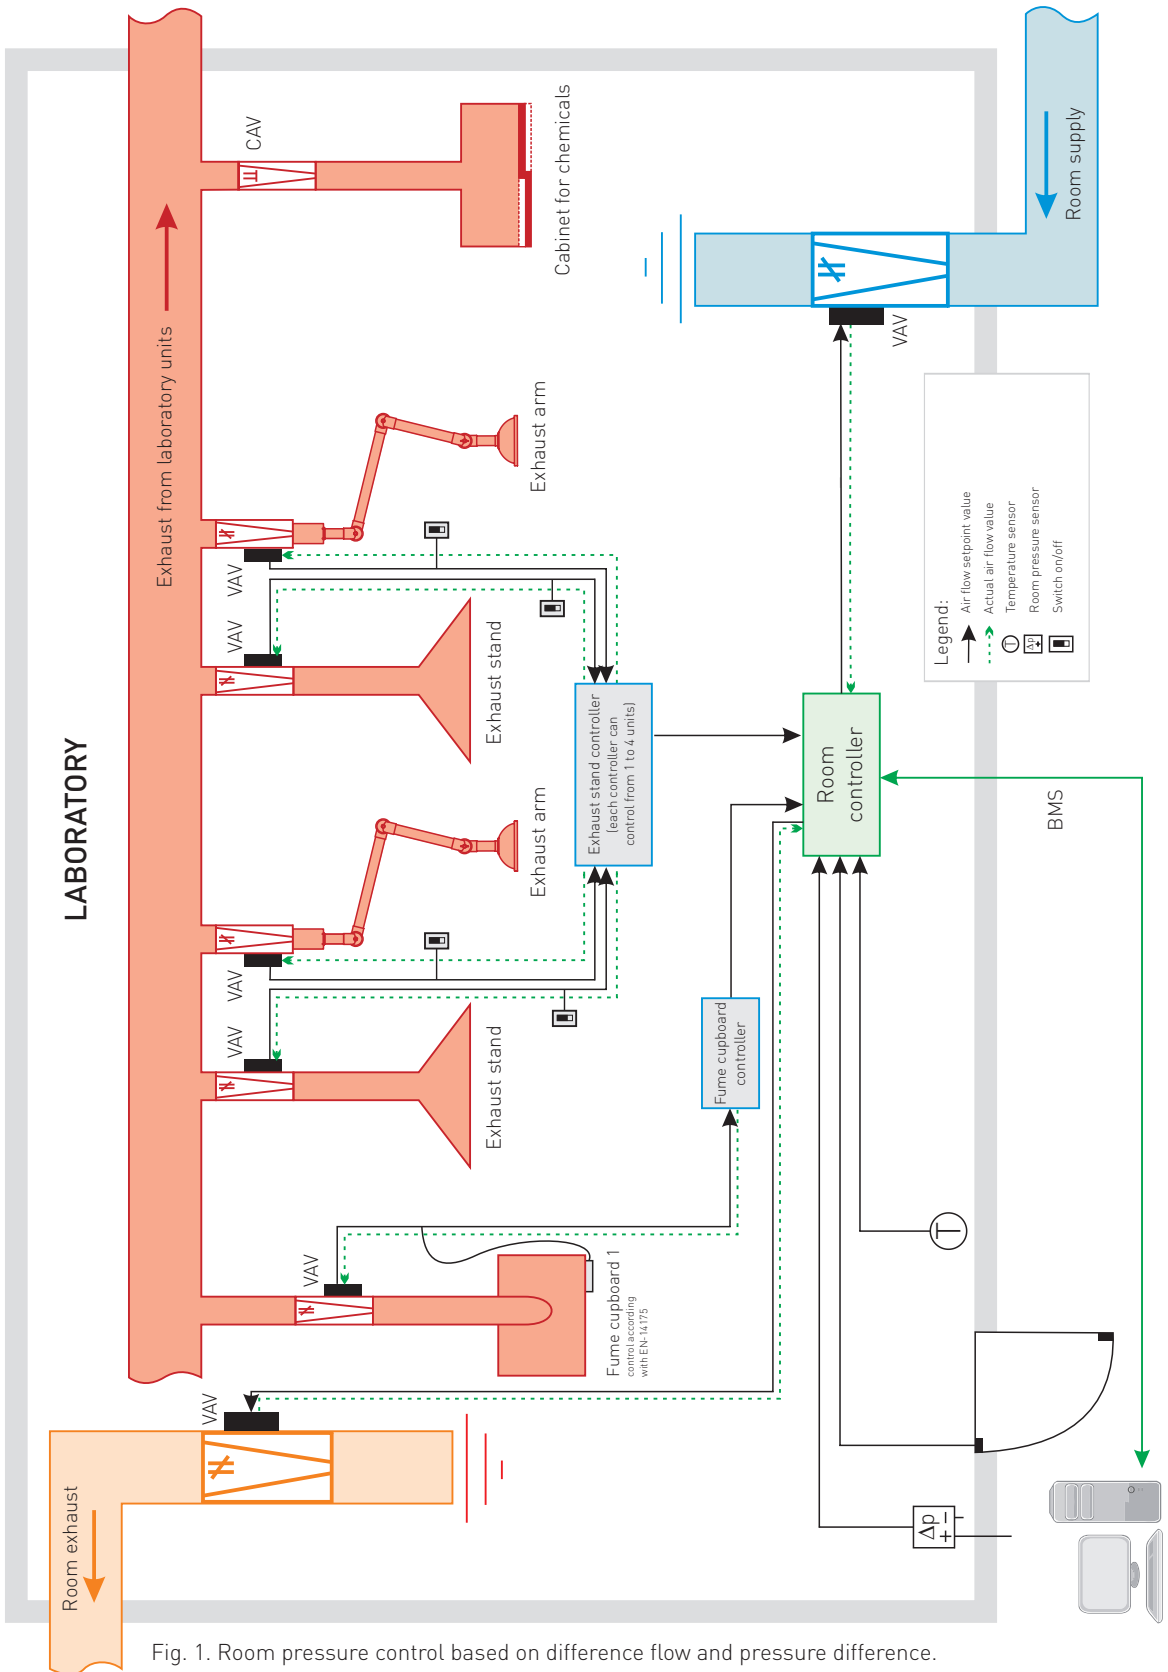 LABORATORY
Room exhaust
VAV
Exhaust from laboratory units
VAV
Fume cupboard 1
control according
with EN-14175
VAV
Exhaust stand
VAV
Exhaust arm
VAV
Exhaust stand
VAV
Exhaust arm
CAV
Cabinet for chemicals
Exhaust stand controller
(each controller can
control from 1 to 4 units)
Fume cupboard
controller
Room
controller
VAV
Room supply
BMS
Δp
+ −
T
Legend:
Air flow setpoint value
Actual air flow value
T
Temperature sensor
Δp
Room pressure sensor
Switch on/off
Fig. 1. Room pressure control based on difference flow and pressure difference.